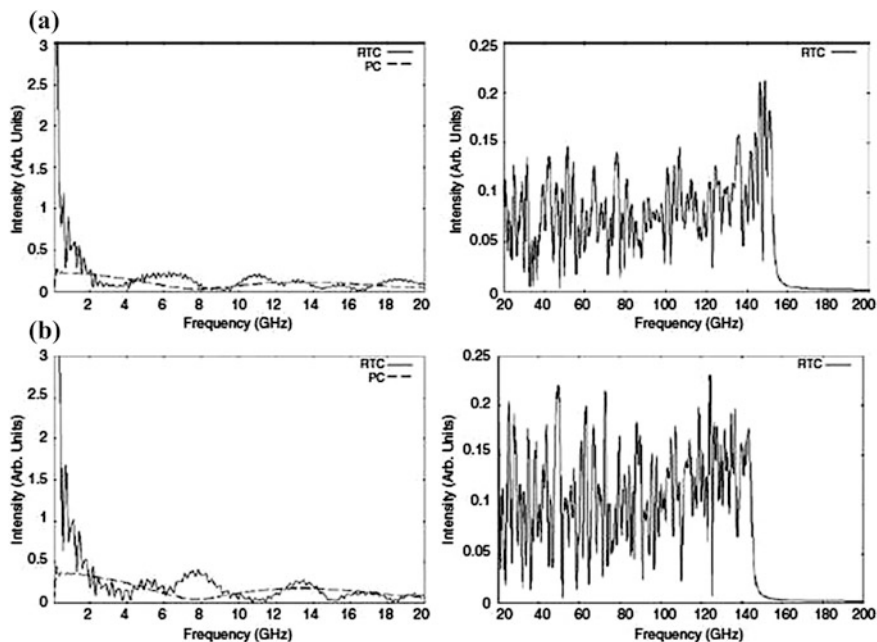 (a)
3
2.5
2
1.5
1
0.5
0
Intensity (Arb. Units)
RTC
PC
2 4 6 8 10 12 14 16 18 20
Frequency (GHz)
0.25
0.2
0.15
0.1
0.05
0
Intensity (Arb. Units)
RTC
20 40 60 80 100 120 140 160 180 200
Frequency (GHz)
(b)
3
2.5
2
1.5
1
0.5
0
Intensity (Arb. Units)
RTC
PC
2 4 6 8 10 12 14 16 18 20
Frequency (GHz)
0.25
0.2
0.15
0.1
0.05
0
Intensity (Arb. Units)
RTC
20 40 60 80 100 120 140 160 180 200
Frequency (GHz)